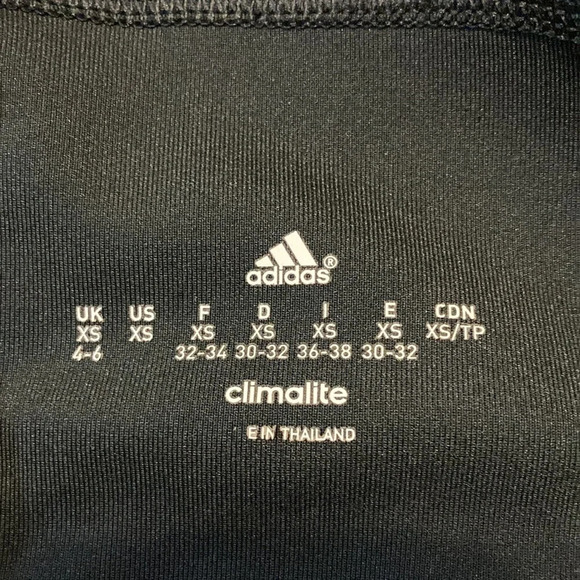 adidas®
UK US F D I E CDN
XS XS XS XS XS XS XS/TP
4-6 32-34 30-32 36-38 30-32
climalite
E IN THAILAND